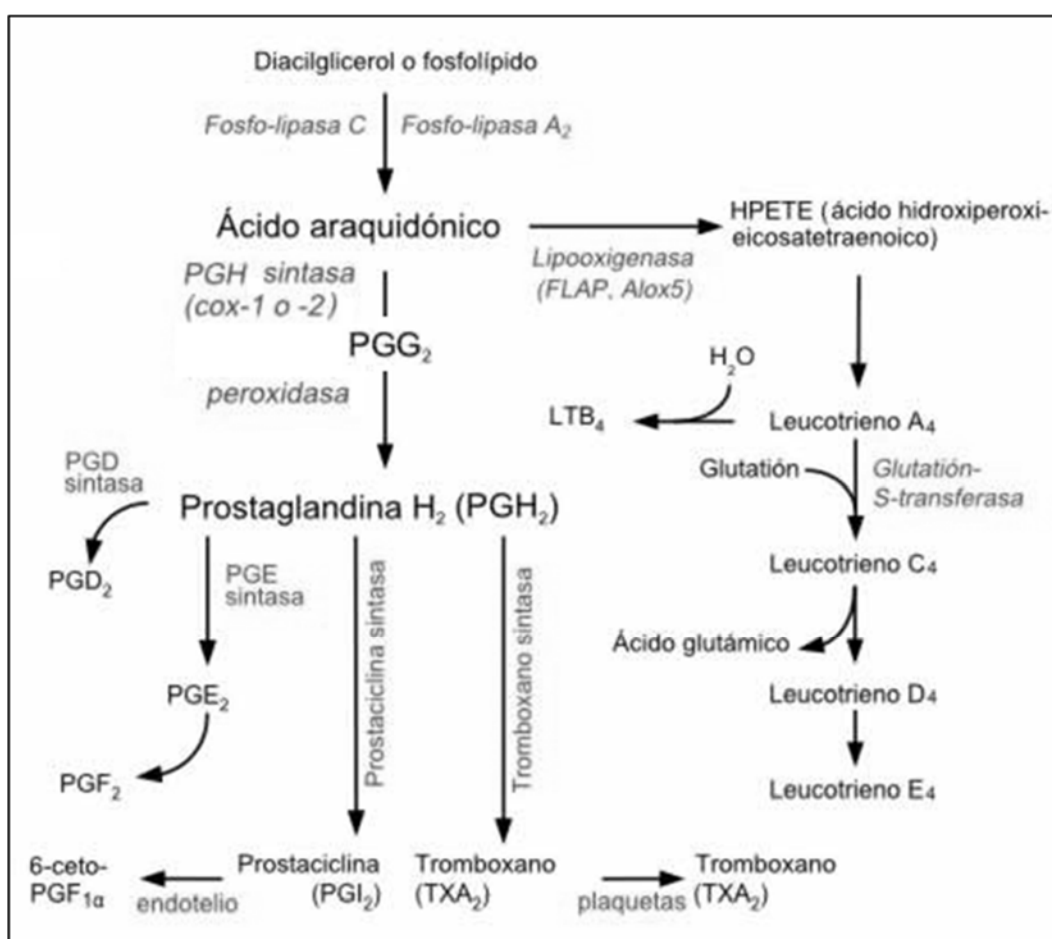 Diacilglicerol o fosfolípido
Fosfo-lipasa C
Fosfo-lipasa A₂
Ácido araquidónico
HPETE (ácido hidroxiperoxi-
eicosatetraenoico)
Lipooxigenasa
(FLAP, Alox5)
PGH sintasa
(cox-1 o -2)
PGG₂
peroxidasa
H₂O
LTB₄
Leucotrieno A₄
Glutatión
Glutatión-
S-transferasa
PGD
sintasa
Prostaglandina H₂ (PGH₂)
PGD₂
PGE
sintasa
Prostaciclina sintasa
Tromboxano sintasa
Leucotrieno C₄
Ácido glutámico
PGE₂
Leucotrieno D₄
PGF₂
Leucotrieno E₄
6-ceto-
PGF₁α
endotelio
Prostaciclina
(PGI₂)
Tromboxano
(TXA₂)
plaquetas
Tromboxano
(TXA₂)